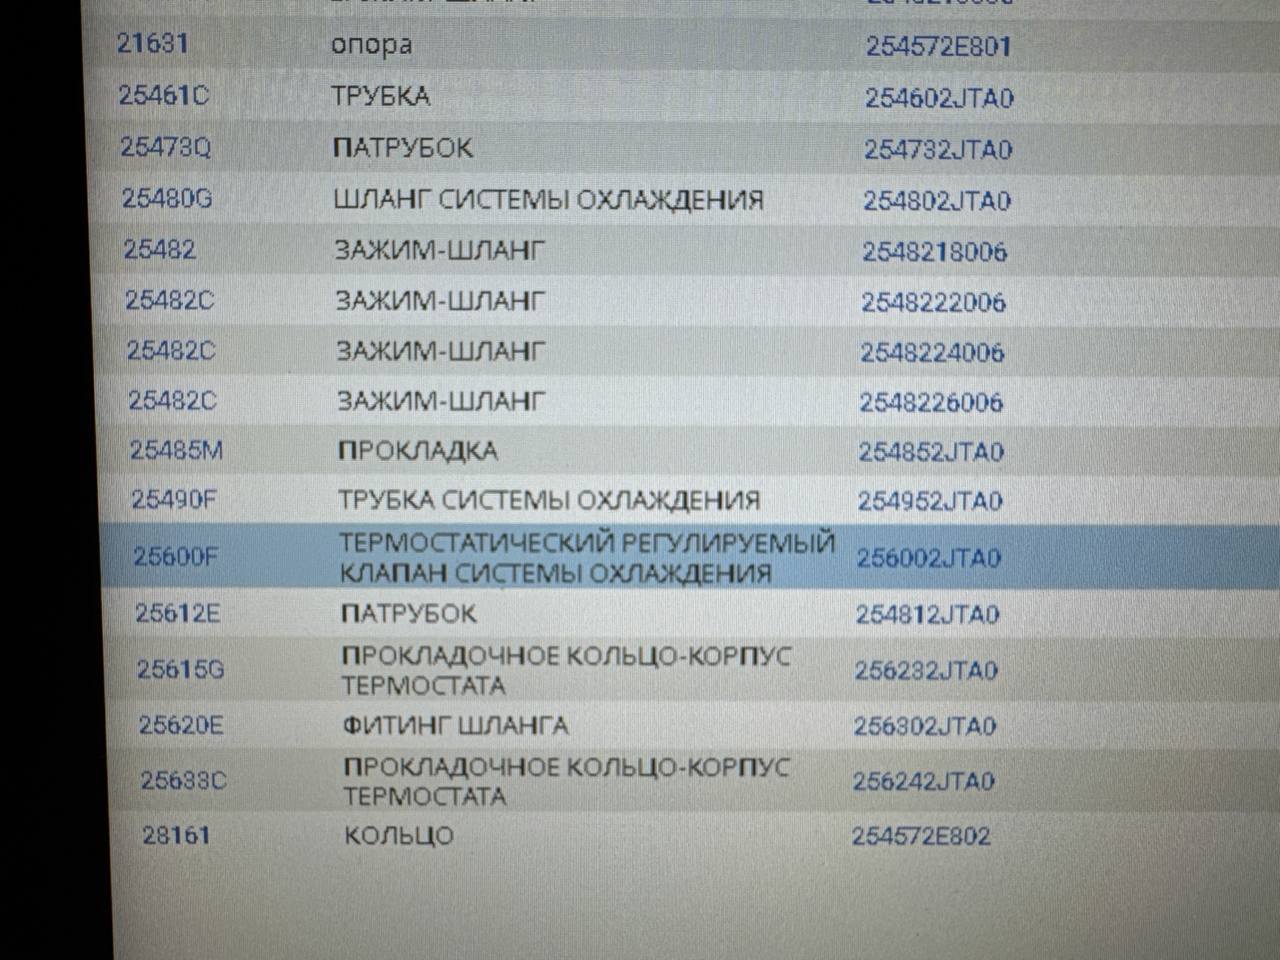 21631 опора 254572E801
25461C ТРУБКА 254602JTA0
25473Q ПАТРУБОК 254732JTA0
25480G ШЛАНГ СИСТЕМЫ ОХЛАЖДЕНИЯ 254802JTA0
25482 ЗАЖИМ-ШЛАНГ 2548218006
25482C ЗАЖИМ-ШЛАНГ 2548222006
25482C ЗАЖИМ-ШЛАНГ 2548224006
25482C ЗАЖИМ-ШЛАНГ 2548226006
25485M ПРОКЛАДКА 254852JTA0
25490F ТРУБКА СИСТЕМЫ ОХЛАЖДЕНИЯ 254952JTA0
25600F ТЕРМОСТАТИЧЕСКИЙ РЕГУЛИРУЕМЫЙ 256002JTA0
КЛАПАН СИСТЕМЫ ОХЛАЖДЕНИЯ
25612E ПАТРУБОК 254812JTA0
25615G ПРОКЛАДОЧНОЕ КОЛЬЦО-КОРПУС 256232JTA0
ТЕРМОСТАТА
25620E ФИТИНГ ШЛАНГА 256302JTA0
25633C ПРОКЛАДОЧНОЕ КОЛЬЦО-КОРПУС 256242JTA0
ТЕРМОСТАТА
28161 КОЛЬЦО 254572E802